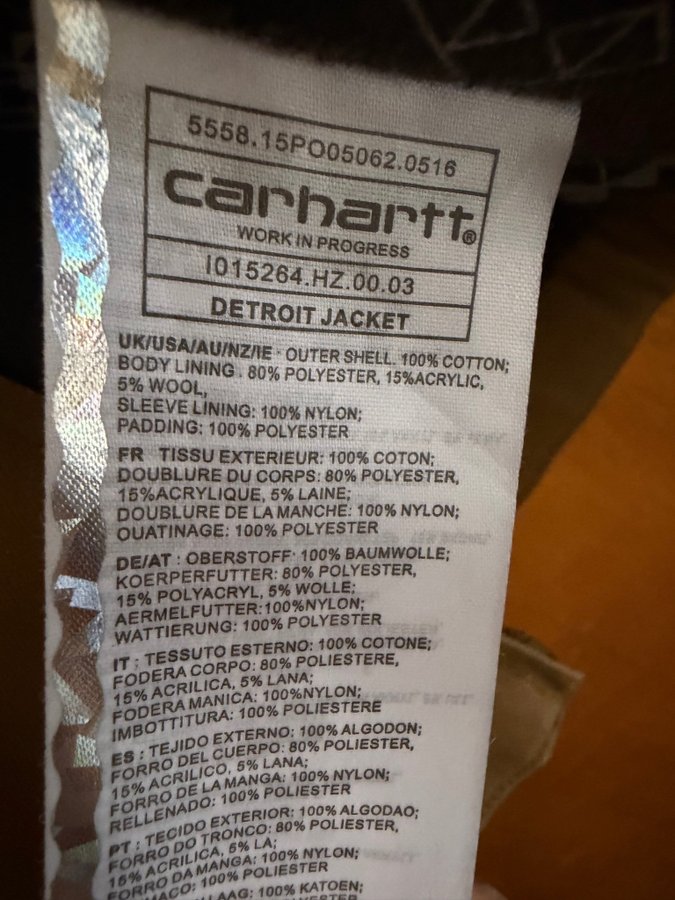 5558.15PO05062.0516
carhartt®
WORK IN PROGRESS
I015264.HZ.00.03
DETROIT JACKET
UK/USA/AU/NZ/IE · OUTER SHELL. 100% COTTON;
BODY LINING . 80% POLYESTER, 15%ACRYLIC,
5% WOOL,
SLEEVE LINING: 100% NYLON;
PADDING: 100% POLYESTER
FR TISSU EXTERIEUR: 100% COTON;
DOUBLURE DU CORPS: 80% POLYESTER,
15%ACRYLIQUE, 5% LAINE;
DOUBLURE DE LA MANCHE: 100% NYLON;
OUATINAGE: 100% POLYESTER
DE/AT : OBERSTOFF· 100% BAUMWOLLE;
KOERPERFUTTER: 80% POLYESTER,
15% POLYACRYL, 5% WOLLE;
AERMELFUTTER:100%NYLON;
WATTIERUNG: 100% POLYESTER
IT : TESSUTO ESTERNO: 100% COTONE;
FODERA CORPO: 80% POLIESTERE,
15% ACRILICA, 5% LANA;
FODERA MANICA: 100%NYLON;
IMBOTTITURA: 100% POLIESTERE
ES : TEJIDO EXTERNO: 100% ALGODON;
FORRO DEL CUERPO: 80% POLIESTER,
15% ACRILICO, 5% LANA;
FORRO DE LA MANGA: 100% NYLON;
RELLENADO: 100% POLIESTER
PT : TECIDO EXTERIOR: 100% ALGODAO;
FORRO DO TRONCO: 80% POLIESTER,
15% ACRILICA, 5% LA;
FORRO DA MANGA: 100% NYLON;
100% POLIESTER
100% KATOEN;